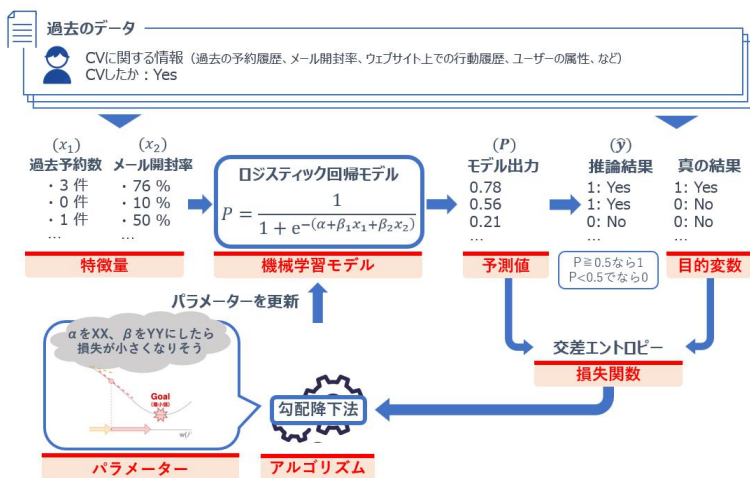 過去のデータ
CVに関する情報（過去の予約履歴、メール開封率、ウェブサイト上での行動履歴、ユーザーの属性、など）
CVしたか：Yes
(x₁)
過去予約数
・3 件
・0 件
・1 件
…
(x₂)
メール開封率
・76 %
・10 %
・50 %
…
特徴量
ロジスティック回帰モデル
P = 1 / (1 + e^-(α+β₁x₁+β₂x₂))
機械学習モデル
(P)
モデル出力
0.78
0.56
0.21
…
予測値
(ŷ)
推論結果
1: Yes
1: Yes
0: No
…
P≧0.5なら1
P<0.5でなら0
真の結果
1: Yes
0: No
0: No
…
目的変数
パラメーターを更新
αをXX、βをYYにしたら
損失が小さくなりそう
Goal
(最小値)
パラメーター
勾配降下法
アルゴリズム
交差エントロピー
損失関数